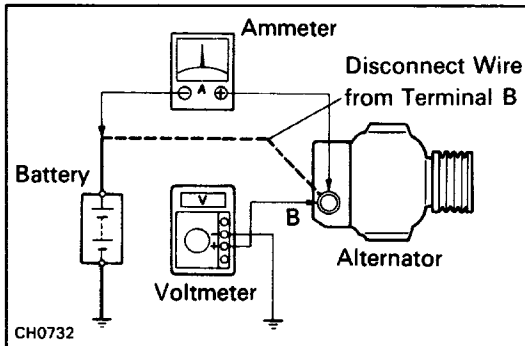 Ammeter
A
Disconnect Wire
from Terminal B
Battery
V
B
Voltmeter
Alternator
CH0732